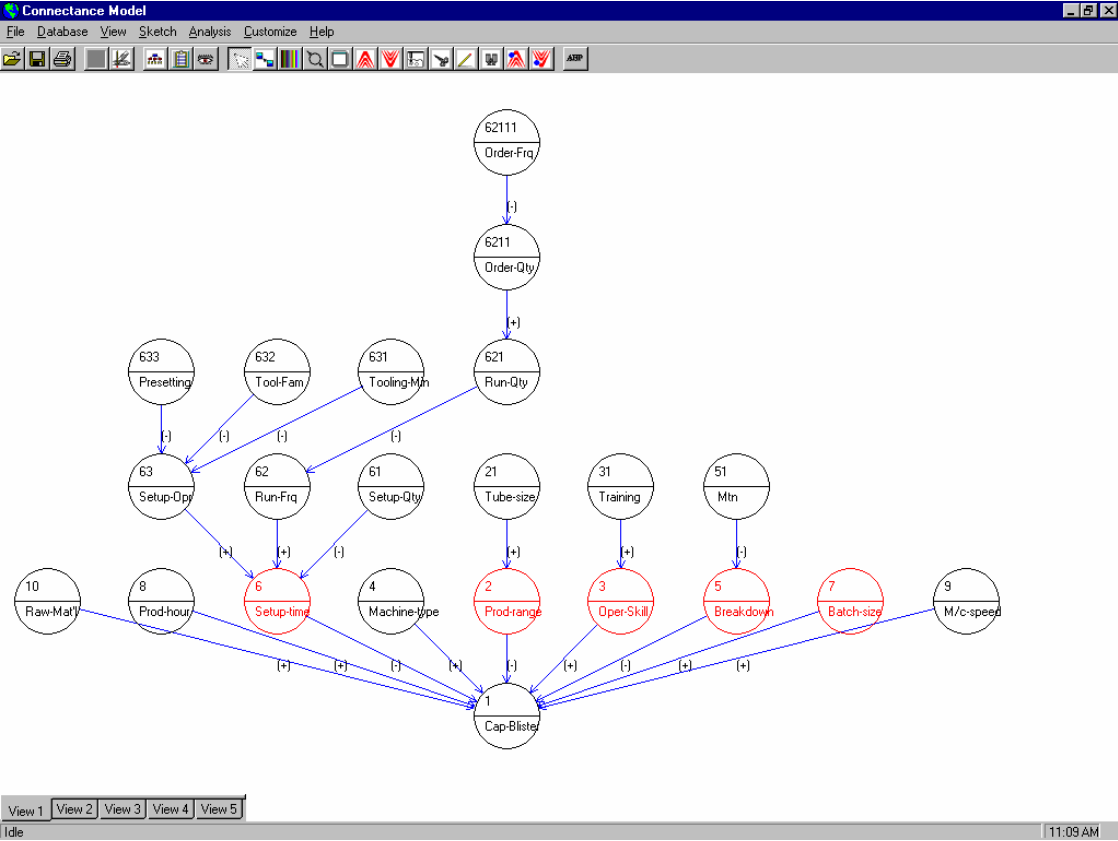 Connectance Model
File Database View Sketch Analysis Customize Help
AHP
62111
Order-Frq
(-)
6211
Order-Qty
(+)
633 632 631 621
Presetting Tool-Fam Tooling-Min Run-Qty
(-) (-) (-) (-)
63 62 61 21 31 51
Setup-Opr Run-Frq Setup-Qty Tube-size Training Mtn
(+) (+) (-) (+) (+) (-)
10 8 6 4 2 3 5 7 9
Raw-Mat'l Prod-hour Setup-time Machine-type Prod-range Oper-Skill Breakdown Batch-size M/c-speed
(+) (+) (-) (+) (-) (+) (-) (+) (+)
1
Cap-Blister
View 1 View 2 View 3 View 4 View 5
Idle 11:09 AM